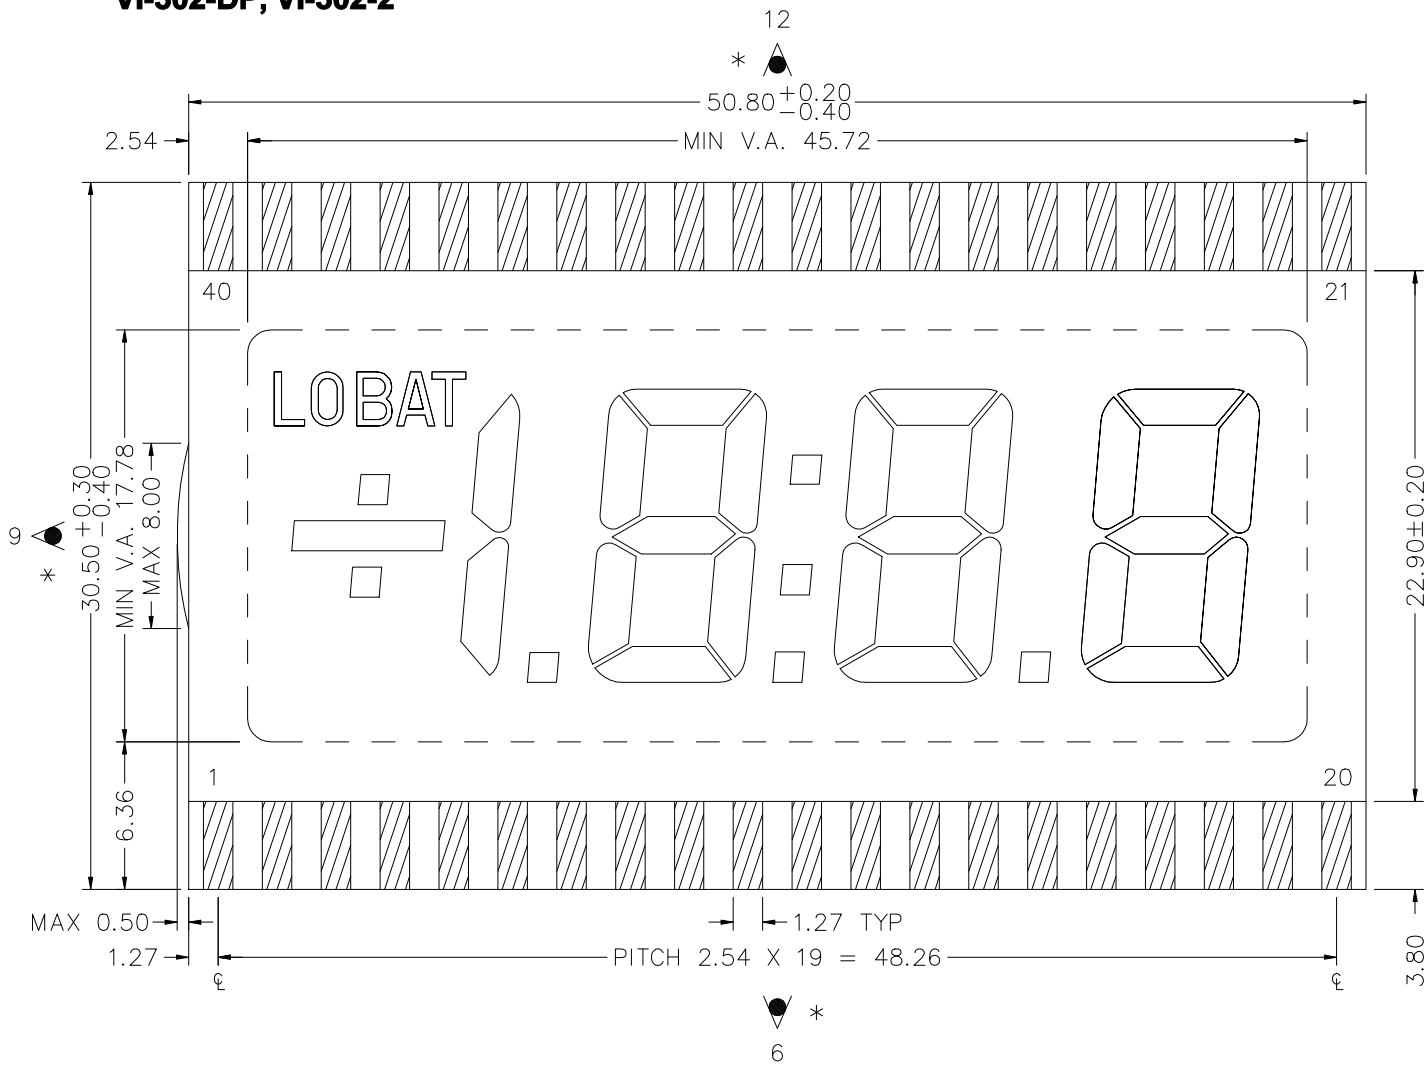 VI-302-DP, VI-302-2
12
*
50.80 +0.20 −0.40
2.54
MIN V.A. 45.72
40
21
LOBAT
30.50 +0.30 −0.40
MIN V.A. 17.78
MAX 8.00
9
*
22.90±0.20
1
20
6.36
MAX 0.50
1.27 TYP
1.27
PITCH 2.54 X 19 = 48.26
3.80
℄
℄
*
6